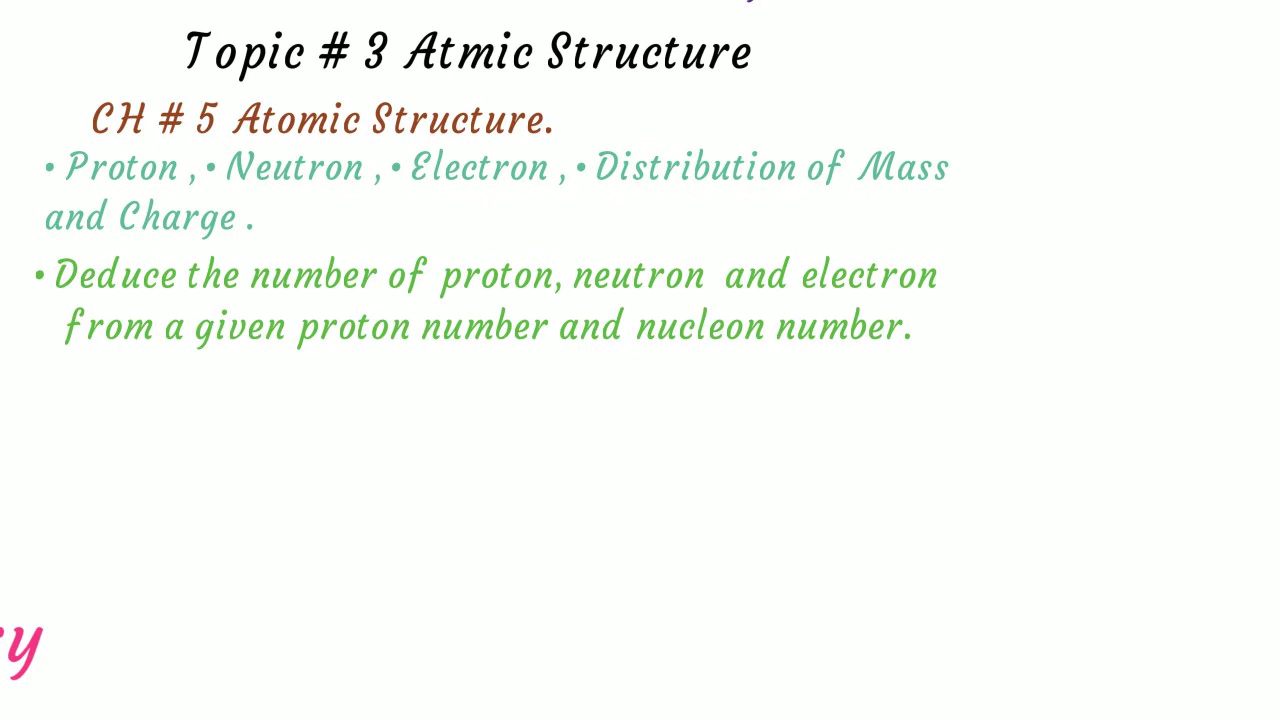 Topic # 3 Atmic Structure
CH # 5 Atomic Structure.
• Proton , • Neutron , • Electron , • Distribution of Mass
and Charge .
• Deduce the number of proton, neutron and electron
from a given proton number and nucleon number.